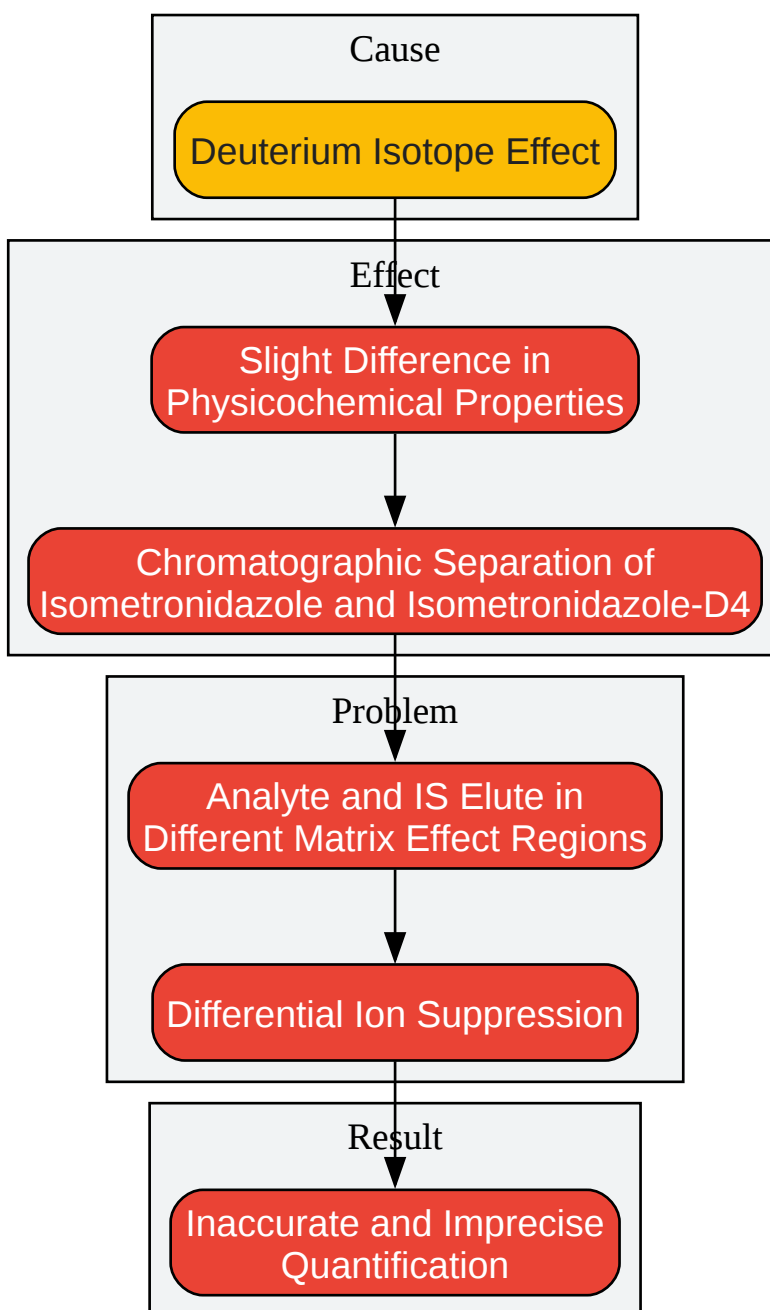 Cause
Deuterium Isotope Effect
Effect
Slight Difference in
Physicochemical Properties
Chromatographic Separation of
Isometronidazole and Isometronidazole-D4
Problem
Analyte and IS Elute in
Different Matrix Effect Regions
Differential Ion Suppression
Result
Inaccurate and Imprecise
Quantification